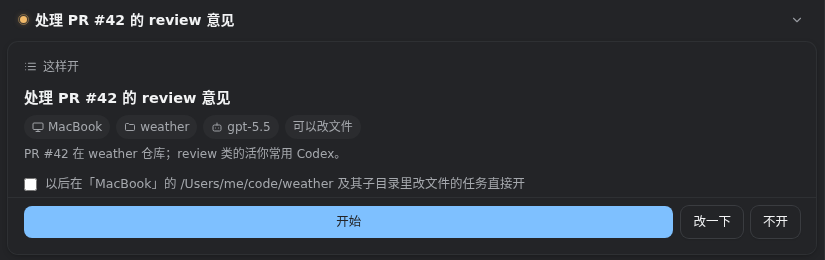 处理 PR #42 的 review 意见
这样开
处理 PR #42 的 review 意见
MacBook weather gpt-5.5 可以改文件
PR #42 在 weather 仓库；review 类的活你常用 Codex。
以后在「MacBook」的 /Users/me/code/weather 及其子目录里改文件的任务直接开
开始 改一下 不开